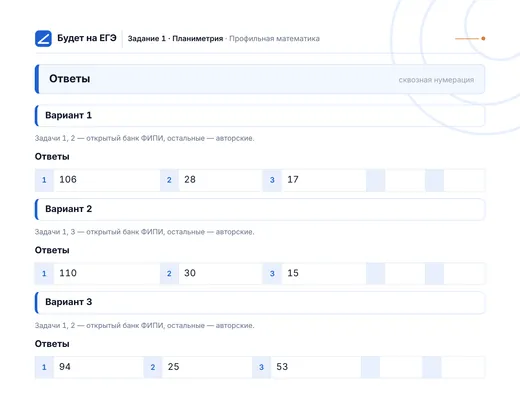 Будет на ЕГЭ Задание 1 · Планиметрия · Профильная математика
Ответы сквозная нумерация
Вариант 1
Задачи 1, 2 — открытый банк ФИПИ, остальные — авторские.
Ответы
1 106 2 28 3 17
Вариант 2
Задачи 1, 3 — открытый банк ФИПИ, остальные — авторские.
Ответы
1 110 2 30 3 15
Вариант 3
Задачи 1, 2 — открытый банк ФИПИ, остальные — авторские.
Ответы
1 94 2 25 3 53